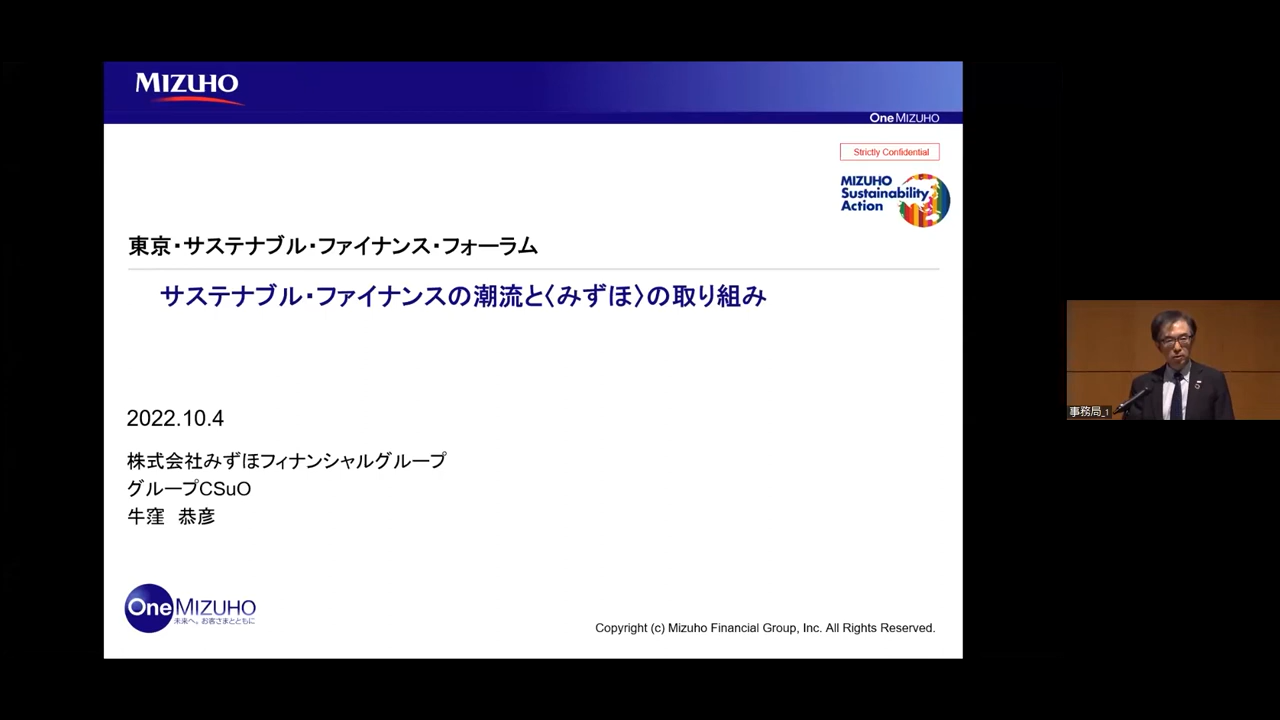 MIZUHO
One MIZUHO
Strictly Confidential
MIZUHO
Sustainability
Action
東京・サステナブル・ファイナンス・フォーラム
サステナブル・ファイナンスの潮流と〈みずほ〉の取り組み
2022.10.4
株式会社みずほフィナンシャルグループ
グループCSuO
牛窪　恭彦
One MIZUHO
未来へ。お客さまとともに
Copyright (c) Mizuho Financial Group, Inc. All Rights Reserved.
事務局_1